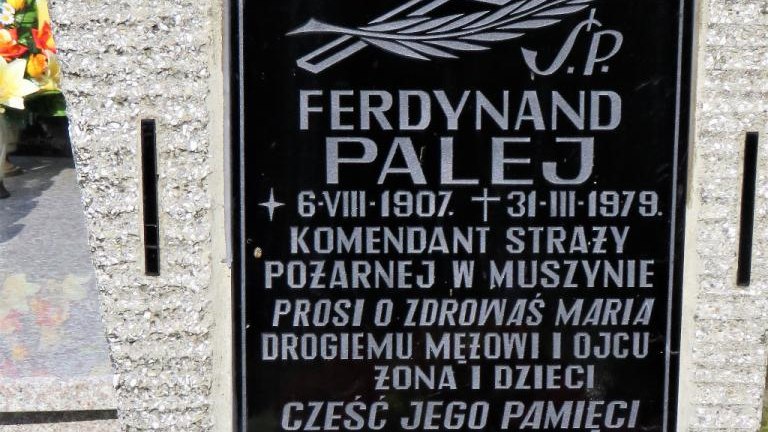 Ś.P.
FERDYNAND
PALEJ
6-VIII-1907. 31-III-1979.
KOMENDANT STRAŻY
POŻARNEJ W MUSZYNIE
PROSI O ZDROWAŚ MARIA
DROGIEMU MĘŻOWI I OJCU
ŻONA I DZIECI
CZEŚĆ JEGO PAMIĘCI